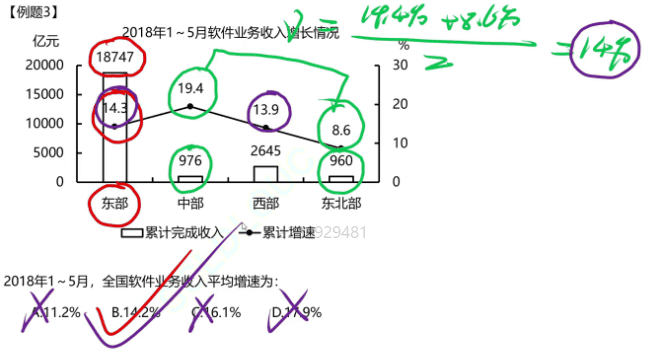 【例题3】
2018年1～5月软件业务收入增长情况
r = 19.4% + 8.6% / 2 = 14%
亿元
%
20000
15000
10000
5000
0
30
20
10
0
18747
976
2645
960
14.3
19.4
13.9
8.6
东部
中部
西部
东北部
累计完成收入
累计增速
929481
2018年1～5月，全国软件业务收入平均增速为：
A.11.2% B.14.2% C.16.1% D.17.9%